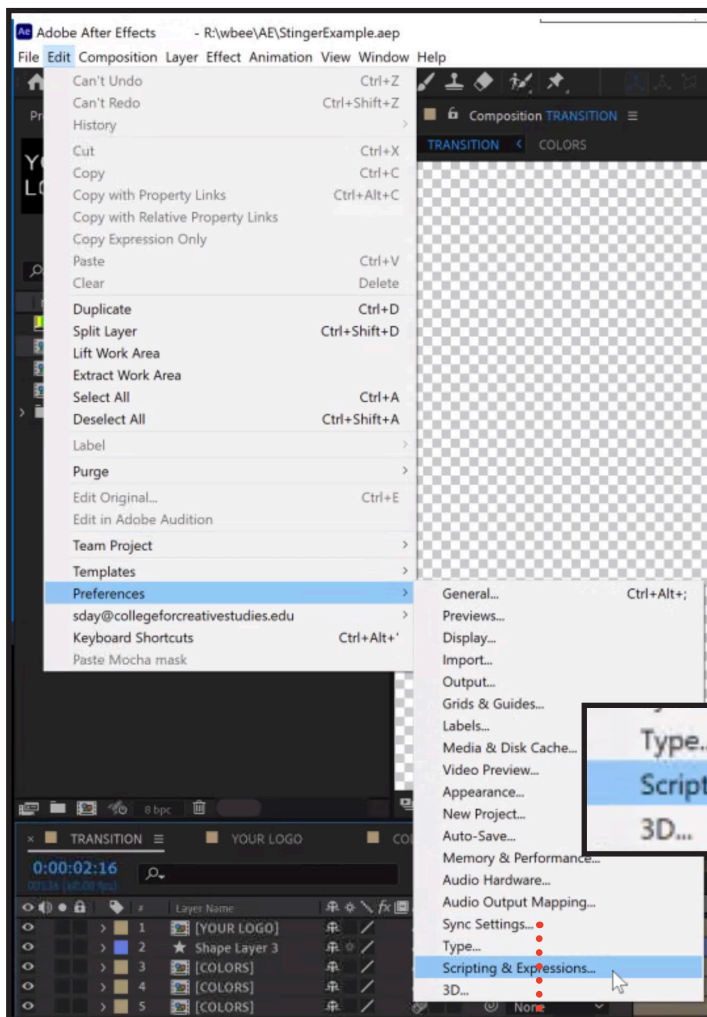 Ae Adobe After Effects - R:\wbee\AE\StingerExample.aep
File Edit Composition Layer Effect Animation View Window Help
Can't Undo Ctrl+Z
Can't Redo Ctrl+Shift+Z
History
Cut Ctrl+X
Copy Ctrl+C
Copy with Property Links Ctrl+Alt+C
Copy with Relative Property Links
Copy Expression Only
Paste Ctrl+V
Clear Delete
Duplicate Ctrl+D
Split Layer Ctrl+Shift+D
Lift Work Area
Extract Work Area
Select All Ctrl+A
Deselect All Ctrl+Shift+A
Label
Purge
Edit Original... Ctrl+E
Edit in Adobe Audition
Team Project
Templates
Preferences
sday@collegeforcreativestudies.edu
Keyboard Shortcuts Ctrl+Alt+'
Paste Mocha mask
Composition TRANSITION
TRANSITION < COLORS
General... Ctrl+Alt+;
Previews...
Display...
Import...
Output...
Grids & Guides...
Labels...
Media & Disk Cache...
Video Preview...
Appearance...
New Project...
Auto-Save...
Memory & Performance...
Audio Hardware...
Audio Output Mapping...
Sync Settings...
Type...
Scripting & Expressions...
3D...
Type..
Script
3D...
8 bpc
TRANSITION YOUR LOGO CO
0:00:02:16
# Layer Name fx
1 [YOUR LOGO]
2 Shape Layer 3
3 [COLORS]
4 [COLORS]
5 [COLORS] None